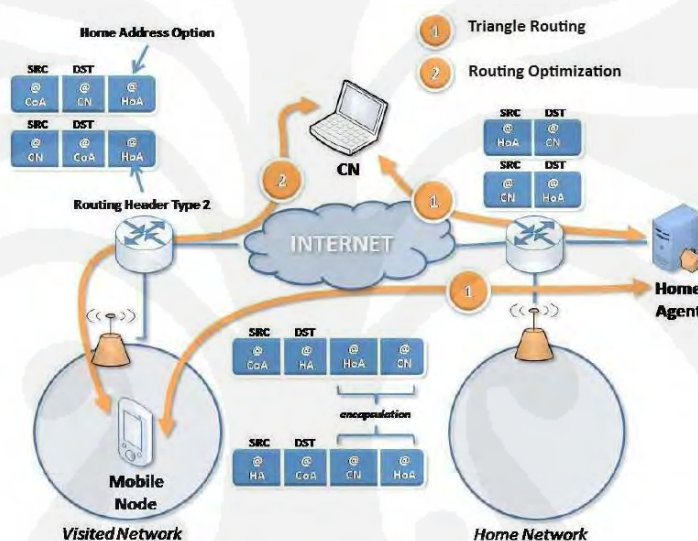 Home Address Option
SRC DST
@ CoA @ CN @ HoA
SRC DST
@ CN @ CoA @ HoA
Routing Header Type 2
1 Triangle Routing
2 Routing Optimization
CN
2
SRC DST
@ HoA @ CN
SRC DST
@ CN @ HoA
1
INTERNET
1
Home
Agent
SRC DST
@ CoA @ HA @ HoA @ CN
encapsulation
SRC DST
@ HA @ CoA @ CN @ HoA
Mobile
Node
Visited Network
Home Network